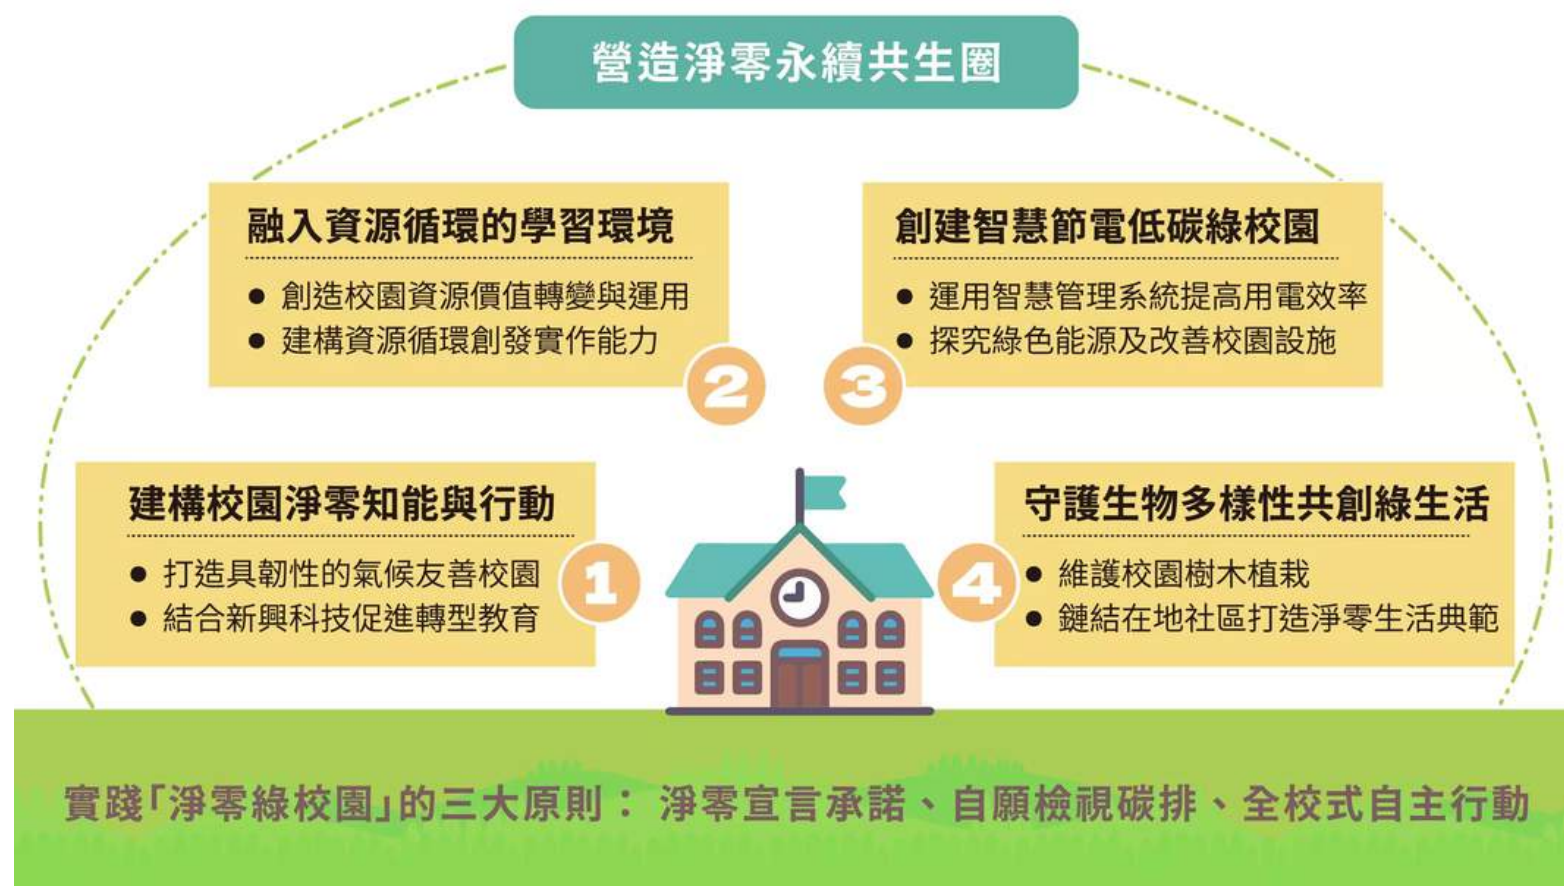 營造淨零永續共生圈
融入資源循環的學習環境
● 創造校園資源價值轉變與運用
● 建構資源循環創發實作能力
2
創建智慧節電低碳綠校園
● 運用智慧管理系統提高用電效率
● 探究綠色能源及改善校園設施
3
建構校園淨零知能與行動
● 打造具韌性的氣候友善校園
● 結合新興科技促進轉型教育
1
守護生物多樣性共創綠生活
● 維護校園樹木植栽
● 鏈結在地社區打造淨零生活典範
4
實踐「淨零綠校園」的三大原則： 淨零宣言承諾、自願檢視碳排、全校式自主行動